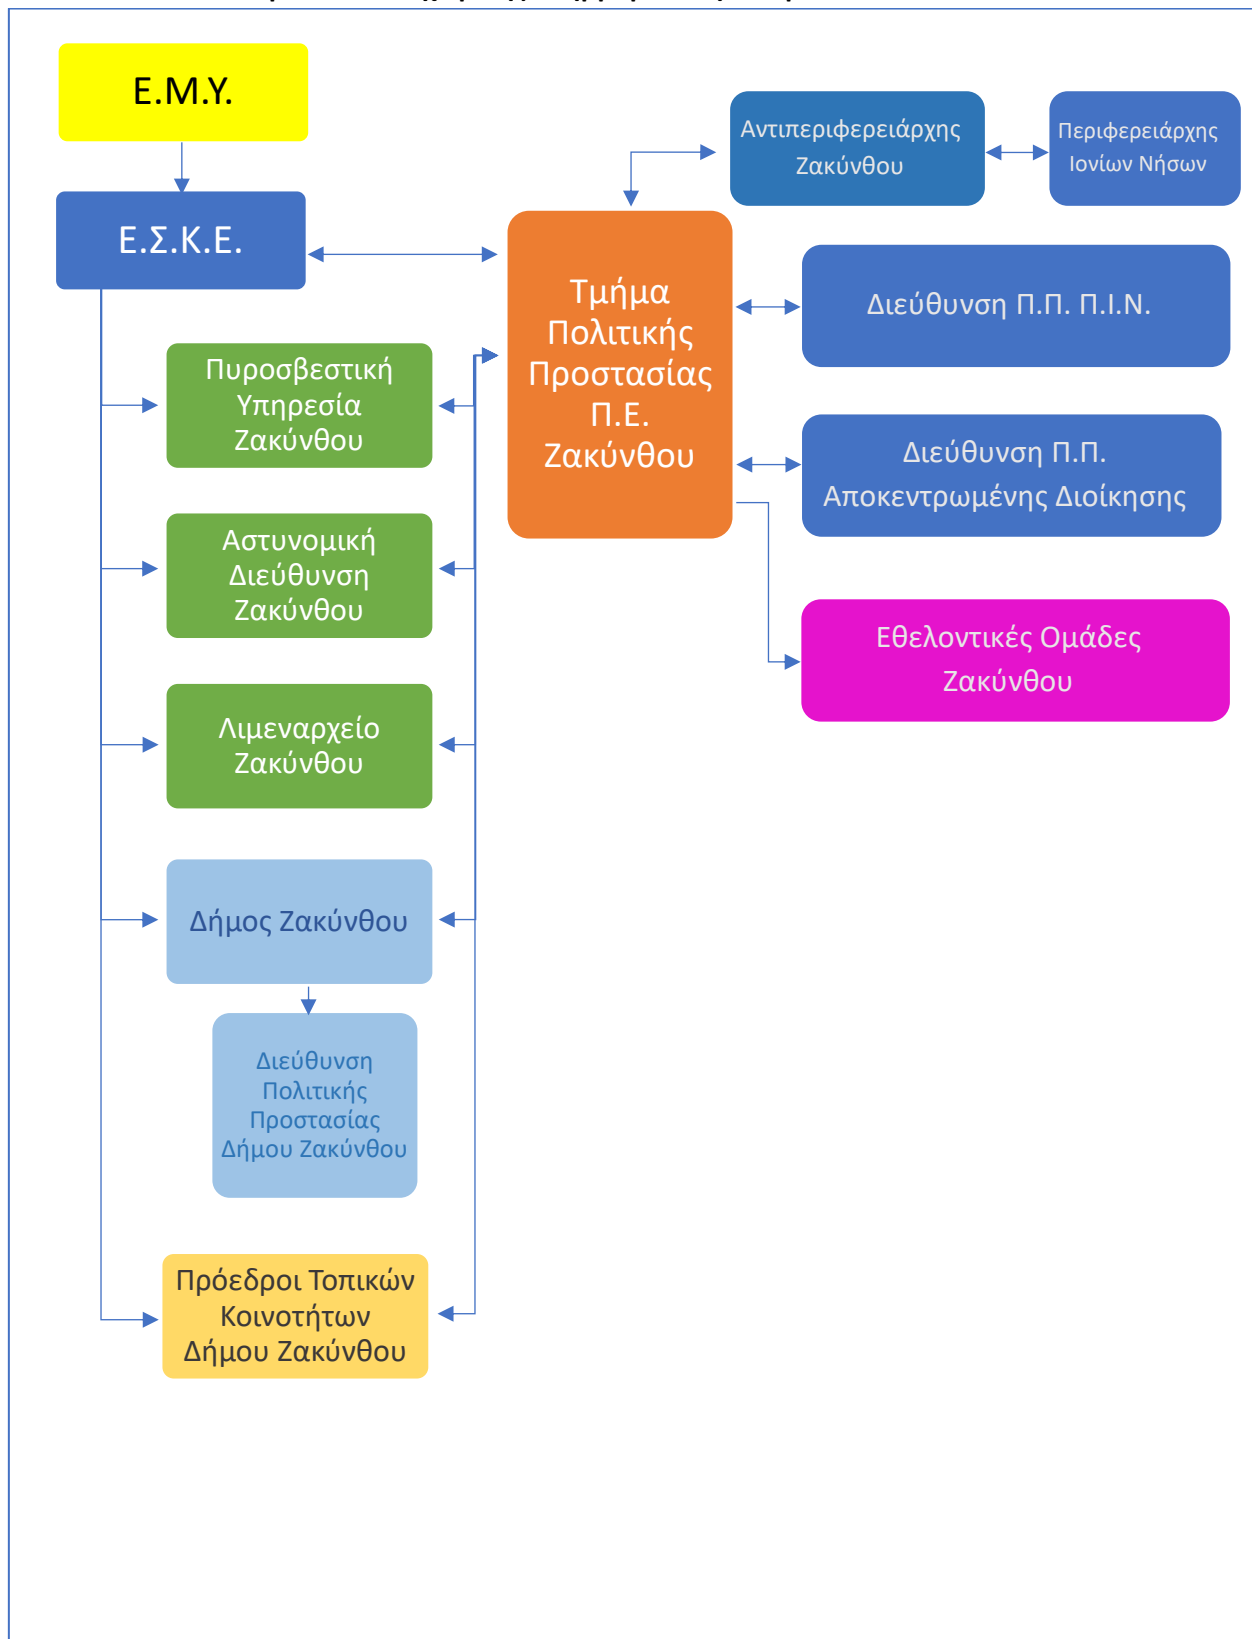 Ε.Μ.Υ.
Ε.Σ.Κ.Ε.
Αντιπεριφερειάρχης
Ζακύνθου
Περιφερειάρχης
Ιονίων Νήσων
Τμήμα
Πολιτικής
Προστασίας
Π.Ε.
Ζακύνθου
Διεύθυνση Π.Π. Π.Ι.Ν.
Διεύθυνση Π.Π.
Αποκεντρωμένης Διοίκησης
Εθελοντικές Ομάδες
Ζακύνθου
Πυροσβεστική
Υπηρεσία
Ζακύνθου
Αστυνομική
Διεύθυνση
Ζακύνθου
Λιμεναρχείο
Ζακύνθου
Δήμος Ζακύνθου
Διεύθυνση
Πολιτικής
Προστασίας
Δήμου Ζακύνθου
Πρόεδροι Τοπικών
Κοινοτήτων
Δήμου Ζακύνθου